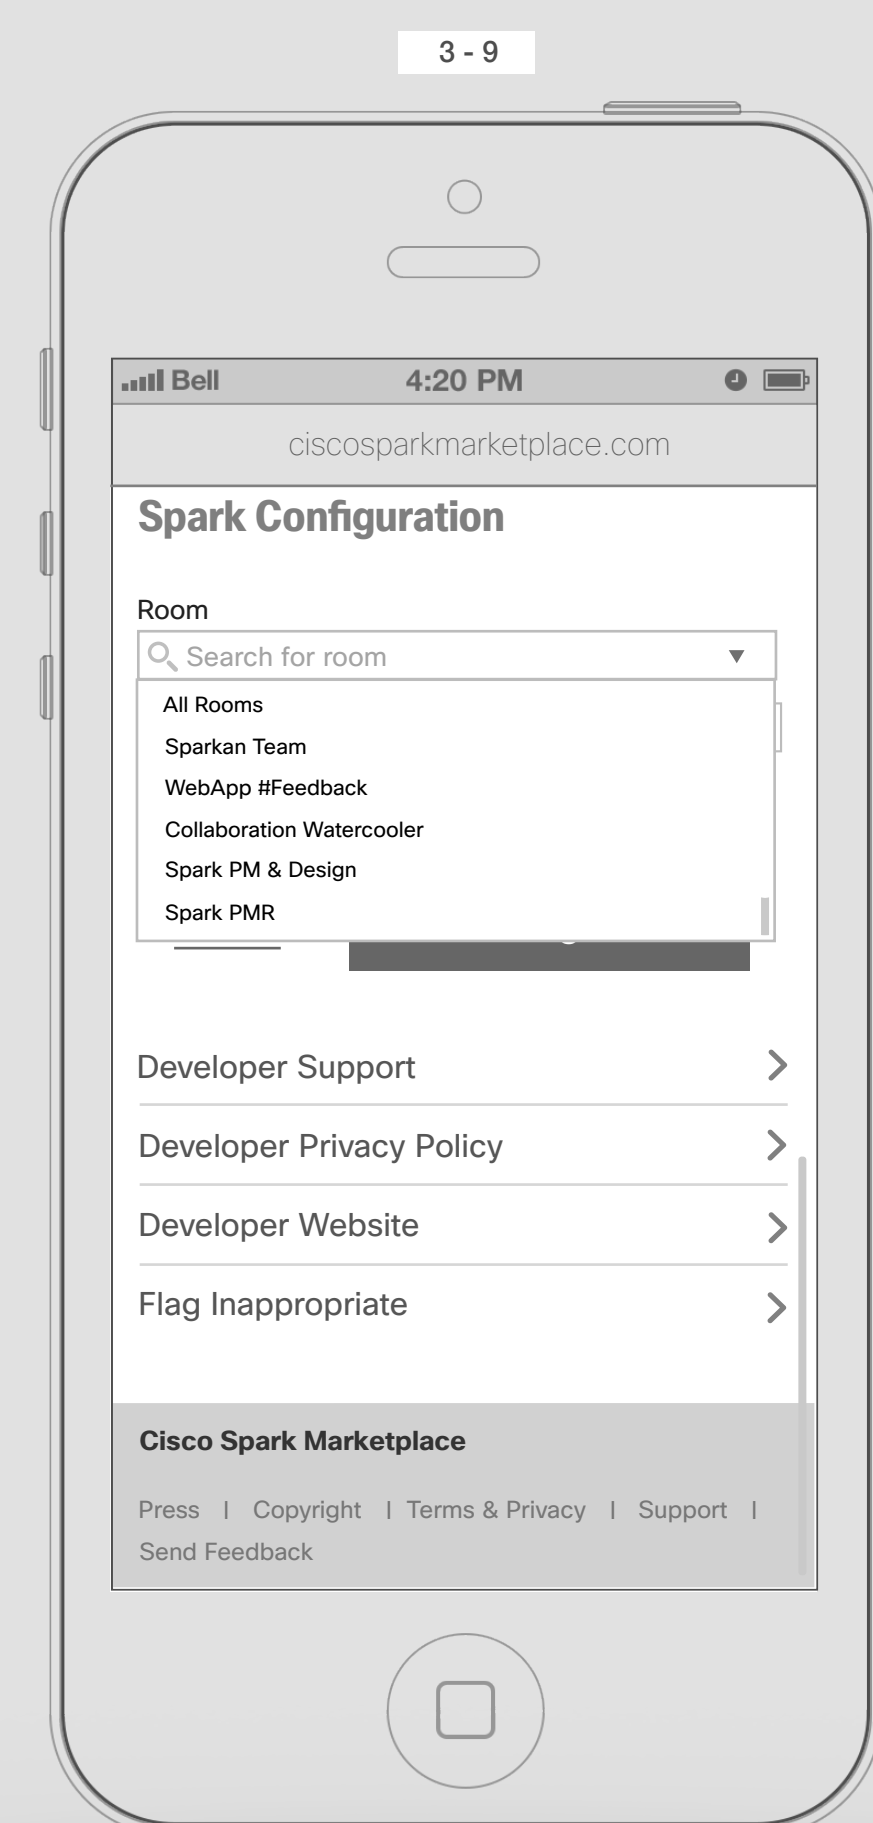 3 - 9
Bell 4:20 PM
ciscosparkmarketplace.com
Spark Configuration
Room
Search for room
All Rooms
Sparkan Team
WebApp #Feedback
Collaboration Watercooler
Spark PM & Design
Spark PMR
Developer Support
Developer Privacy Policy
Developer Website
Flag Inappropriate
Cisco Spark Marketplace
Press | Copyright | Terms & Privacy | Support |
Send Feedback